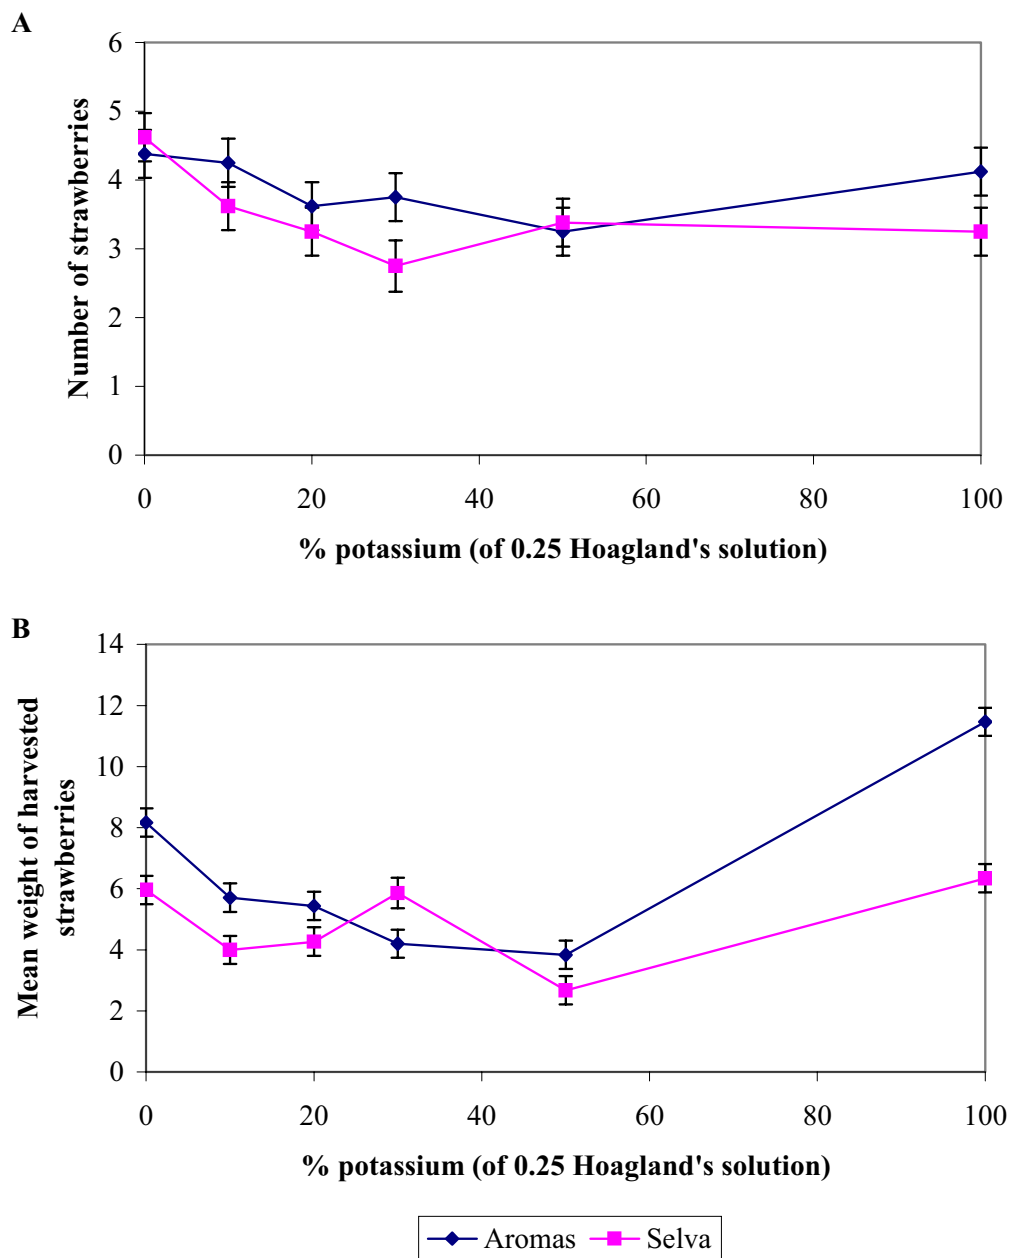 A
6
5
4
3
2
1
0
Number of strawberries
0 20 40 60 80 100
% potassium (of 0.25 Hoagland's solution)
B
14
12
10
8
6
4
2
0
Mean weight of harvested
strawberries
0 20 40 60 80 100
% potassium (of 0.25 Hoagland's solution)
Aromas Selva